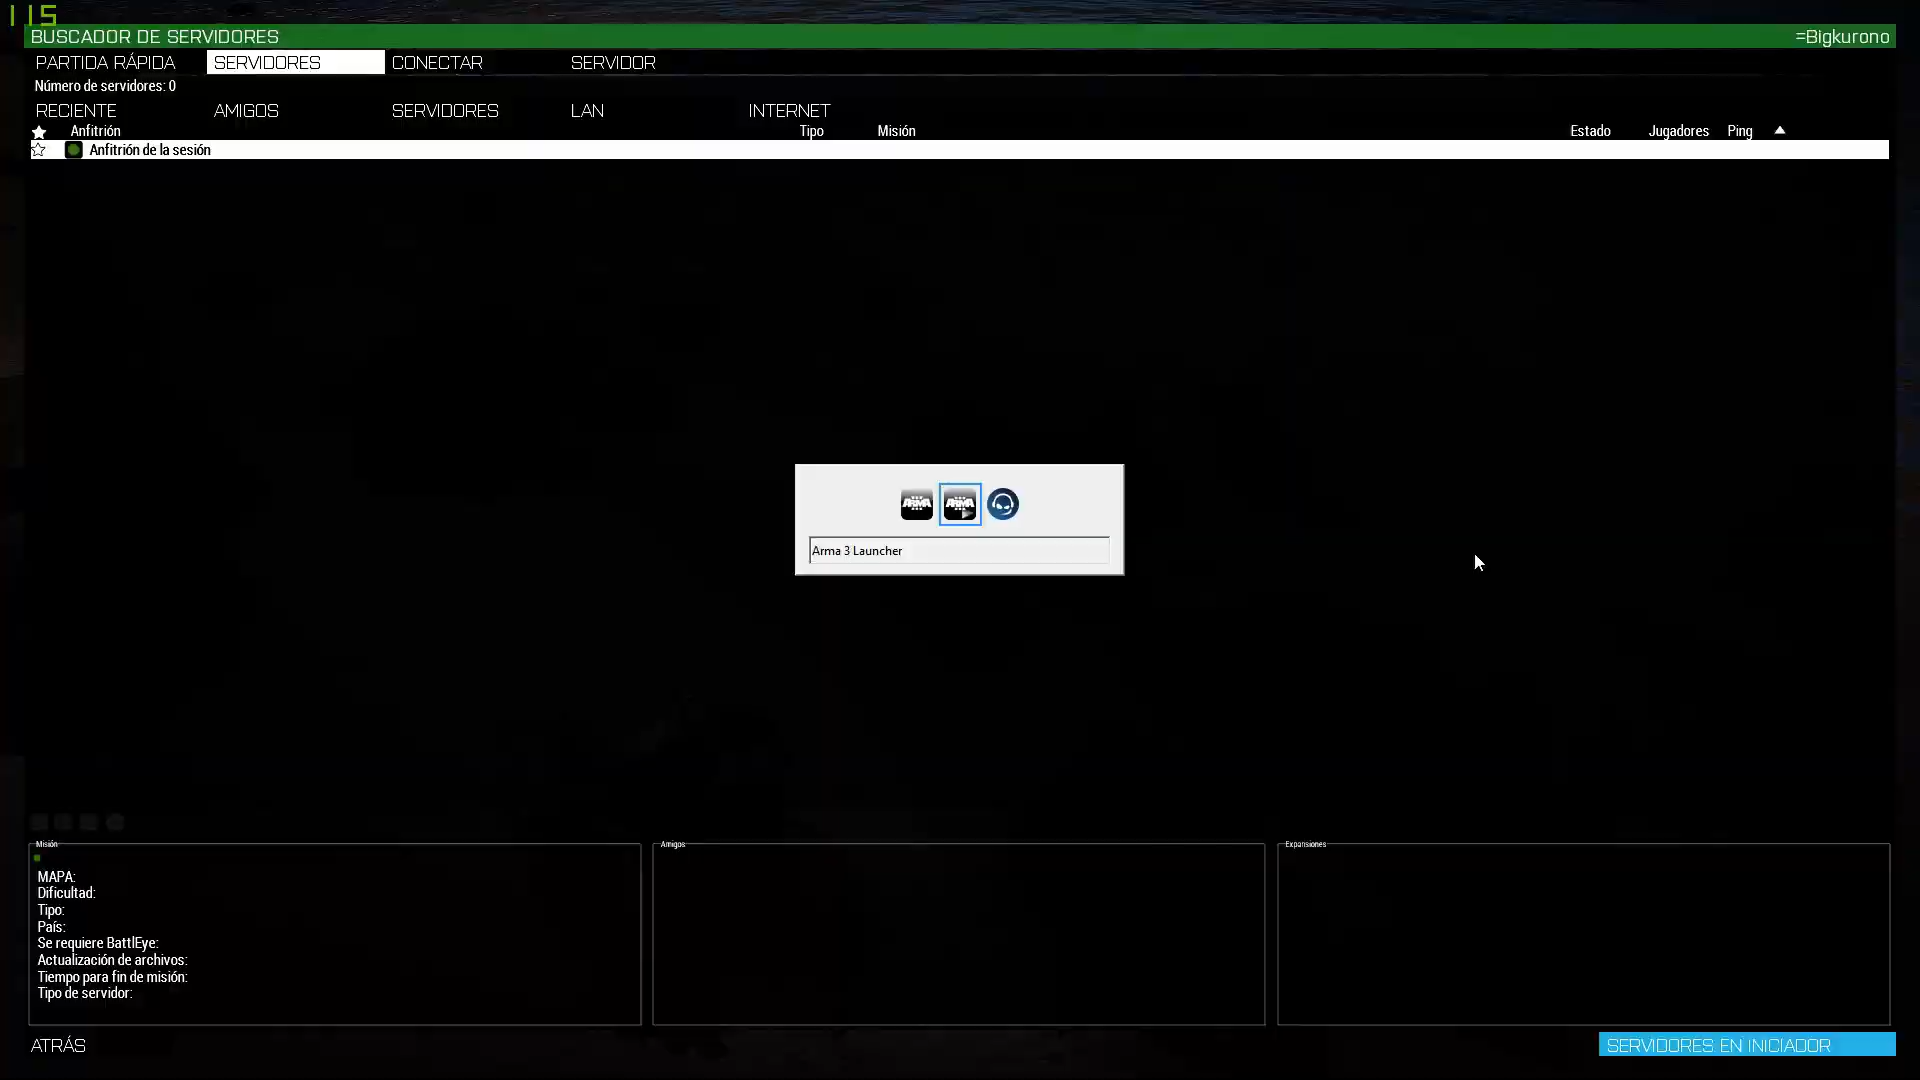 115
BUSCADOR DE SERVIDORES
=Bigkurono
PARTIDA RÁPIDA SERVIDORES CONECTAR SERVIDOR
Número de servidores: 0
RECIENTE AMIGOS SERVIDORES LAN INTERNET
Anfitrión Tipo Misión Estado Jugadores Ping
Anfitrión de la sesión
ARMA ARMA
Arma 3 Launcher
Misión
MAPA:
Dificultad:
Tipo:
País:
Se requiere BattlEye:
Actualización de archivos:
Tiempo para fin de misión:
Tipo de servidor:
Amigos
Expansiones
ATRÁS
SERVIDORES EN INICIADOR